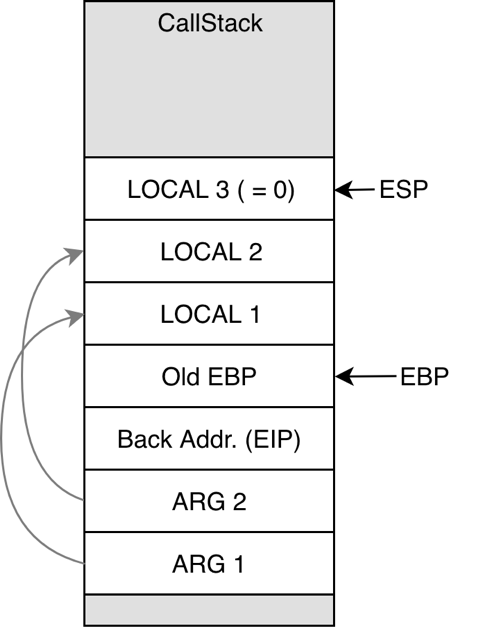 CallStack
LOCAL 3 ( = 0)
ESP
LOCAL 2
LOCAL 1
Old EBP
EBP
Back Addr. (EIP)
ARG 2
ARG 1